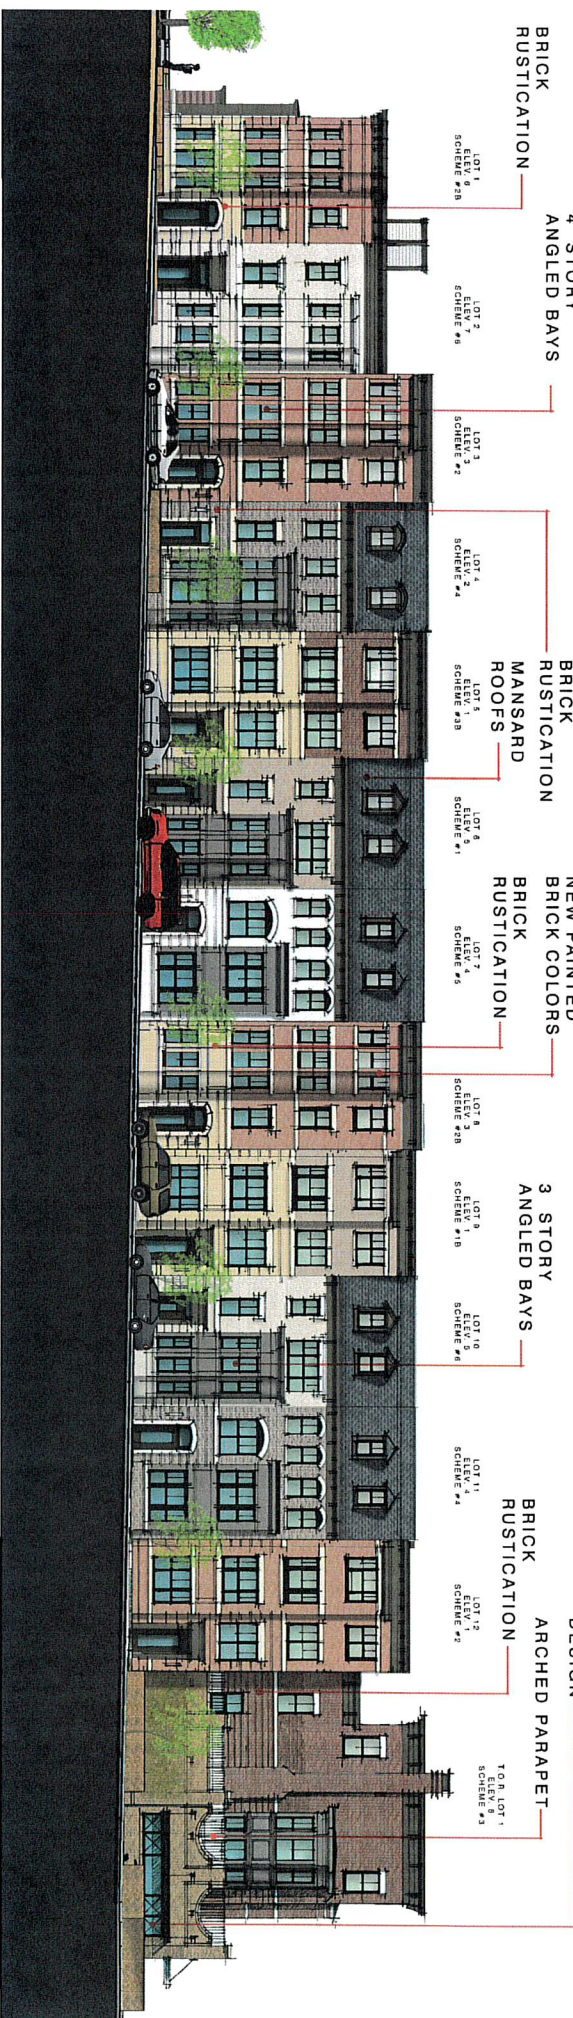 BRICK
RUSTICATION
4 STORY
ANGLED BAYS
BRICK
RUSTICATION
MANSARD
ROOFS
NEW PAINTED
BRICK COLORS
BRICK
RUSTICATION
3 STORY
ANGLED BAYS
BRICK
RUSTICATION
DESIGN
ARCHED PARAPET
LOT 1
ELEV. 6
SCHEME #2B
LOT 2
ELEV. 7
SCHEME #6
LOT 3
ELEV. 3
SCHEME #2
LOT 4
ELEV. 2
SCHEME #4
LOT 5
ELEV. 1
SCHEME #3B
LOT 6
ELEV. 5
SCHEME #1
LOT 7
ELEV. 4
SCHEME #5
LOT 8
ELEV. 3
SCHEME #2B
LOT 9
ELEV. 1
SCHEME #1B
LOT 10
ELEV. 5
SCHEME #6
LOT 11
ELEV. 4
SCHEME #4
LOT 12
ELEV. 1
SCHEME #2
T.O.R. LOT 1
ELEV. 8
SCHEME #3